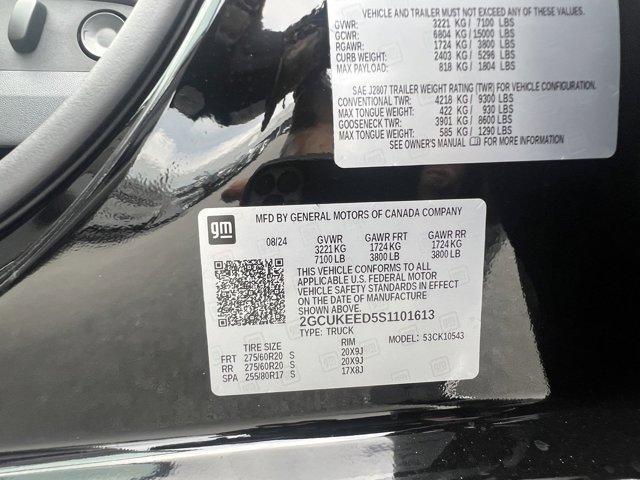 VEHICLE AND TRAILER MUST NOT EXCEED ANY OF THESE VALUES.
GVWR: 3221 KG / 7100 LBS
GCWR: 6804 KG / 15000 LBS
RGAWR: 1724 KG / 3800 LBS
CURB WEIGHT: 2403 KG / 5296 LBS
MAX PAYLOAD: 818 KG / 1804 LBS
SAE J2807 TRAILER WEIGHT RATING (TWR) FOR VEHICLE CONFIGURATION.
CONVENTIONAL TWR: 4218 KG / 9300 LBS
MAX TONGUE WEIGHT: 422 KG / 930 LBS
GOOSENECK TWR: 3901 KG / 8600 LBS
MAX TONGUE WEIGHT: 585 KG / 1290 LBS
SEE OWNER'S MANUAL FOR MORE INFORMATION
gm
MFD BY GENERAL MOTORS OF CANADA COMPANY
08/24 GVWR GAWR FRT GAWR RR
3221 KG 1724 KG 1724 KG
7100 LB 3800 LB 3800 LB
THIS VEHICLE CONFORMS TO ALL
APPLICABLE U.S. FEDERAL MOTOR
VEHICLE SAFETY STANDARDS IN EFFECT
ON THE DATE OF MANUFACTURE
SHOWN ABOVE.
2GCUKEED5S1101613
TYPE: TRUCK MODEL: 53CK10543
TIRE SIZE RIM
FRT 275/60R20 S 20X9J
RR 275/60R20 S 20X9J
SPA 255/80R17 S 17X8J